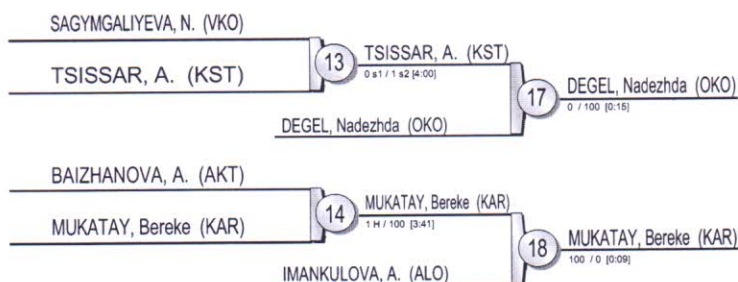 SAGYMGALIYEVA, N. (VKO)
TSISSAR, A. (KST)
13
TSISSAR, A. (KST)
0 s1 / 1 s2 [4:00]
DEGEL, Nadezhda (OKO)
17
DEGEL, Nadezhda (OKO)
0 / 100 [0:15]
BAIZHANOVA, A. (AKT)
MUKATAY, Bereke (KAR)
14
MUKATAY, Bereke (KAR)
1 H / 100 [3:41]
IMANKULOVA, A. (ALO)
18
MUKATAY, Bereke (KAR)
100 / 0 [0:09]